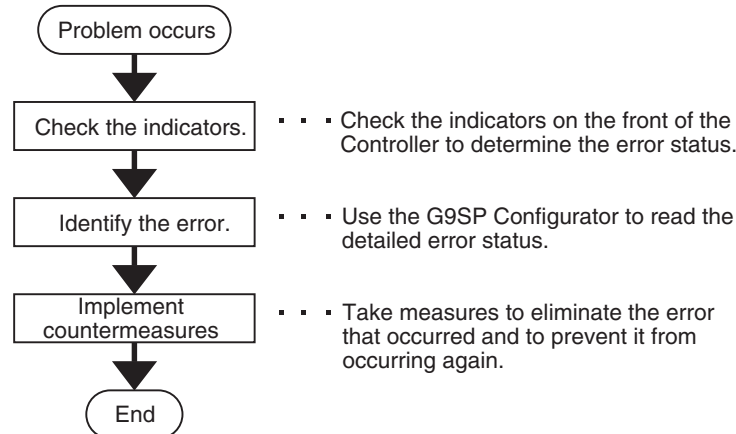 Problem occurs
Check the indicators.
Check the indicators on the front of the
Controller to determine the error status.
Identify the error.
Use the G9SP Configurator to read the
detailed error status.
Implement
countermeasures
Take measures to eliminate the error
that occurred and to prevent it from
occurring again.
End